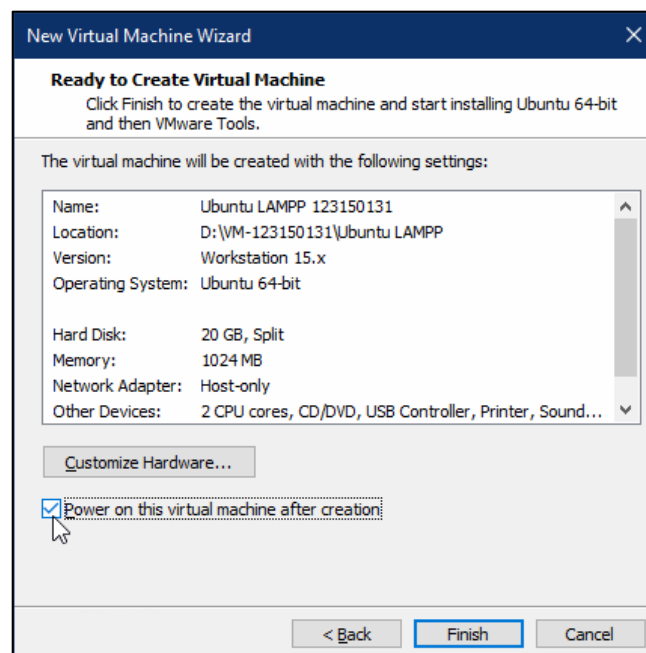 New Virtual Machine Wizard
Ready to Create Virtual Machine
Click Finish to create the virtual machine and start installing Ubuntu 64-bit
and then VMware Tools.
The virtual machine will be created with the following settings:
Name: Ubuntu LAMPP 123150131
Location: D:\VM-123150131\Ubuntu LAMPP
Version: Workstation 15.x
Operating System: Ubuntu 64-bit
Hard Disk: 20 GB, Split
Memory: 1024 MB
Network Adapter: Host-only
Other Devices: 2 CPU cores, CD/DVD, USB Controller, Printer, Sound...
Customize Hardware...
Power on this virtual machine after creation
< Back Finish Cancel